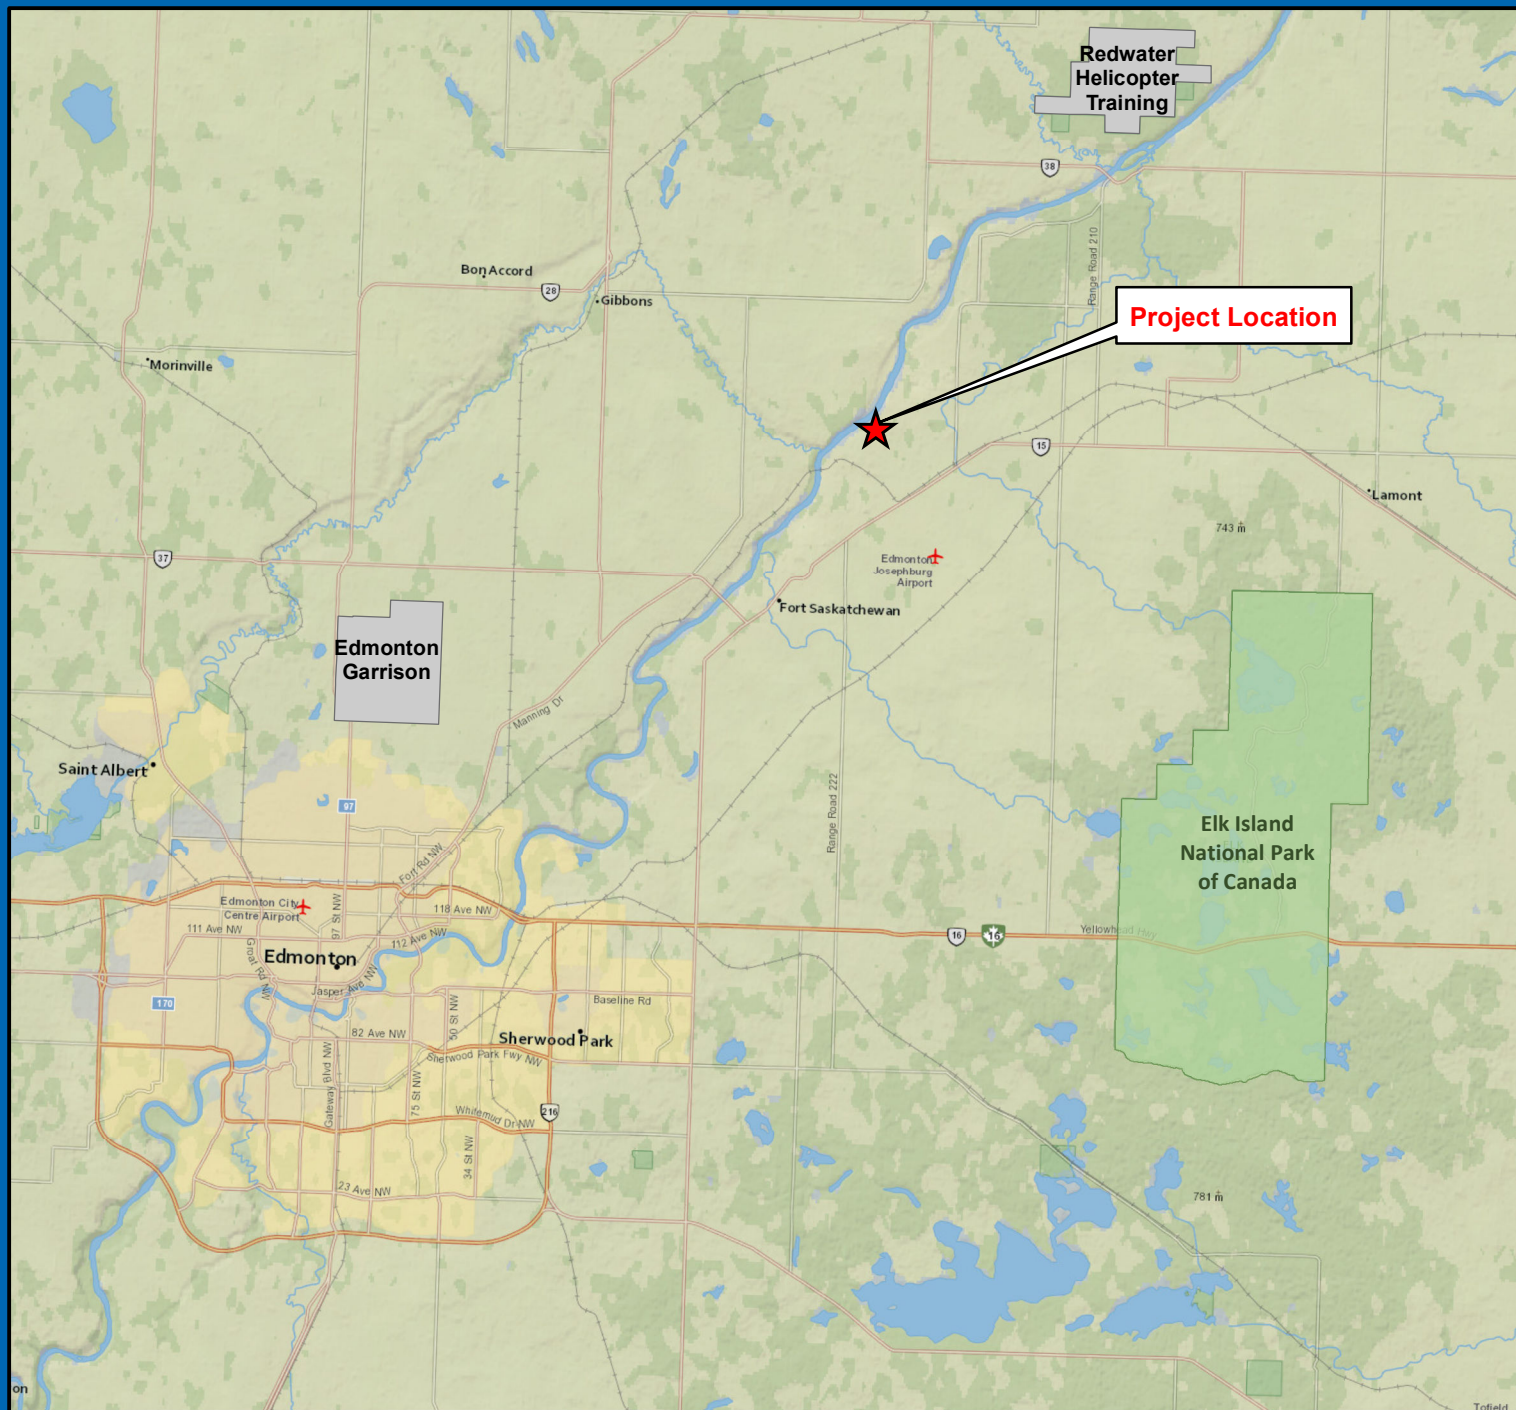 Redwater
Helicopter
Training
38
Bon Accord
28
Gibbons
Range Road 210
Project Location
Morinville
15
Lamont
743 m
37
Edmonton
Josephburg
Airport
Fort Saskatchewan
Edmonton
Garrison
Manning Dr
Saint Albert
97
Range Road 222
Elk Island
National Park
of Canada
Fort Rd NW
Edmonton City
Centre Airport
97 St NW
118 Ave NW
111 Ave NW
112 Ave NW
16
16
Yellowhead Hwy
Groat Rd NW
Edmonton
Jasper Ave NW
170
Baseline Rd
50 St NW
82 Ave NW
Sherwood Park
Sherwood Park Fwy NW
Gateway Blvd NW
75 St NW
Whitemud Dr NW
216
34 St NW
23 Ave NW
781 m
on
Tofield